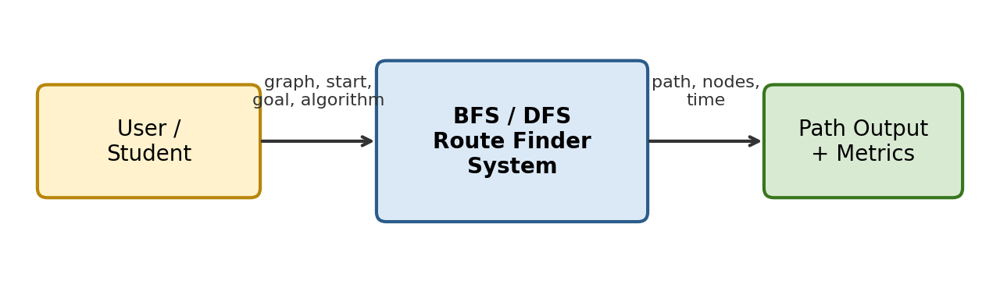 User /
Student
graph, start,
goal, algorithm
BFS / DFS
Route Finder
System
path, nodes,
time
Path Output
+ Metrics